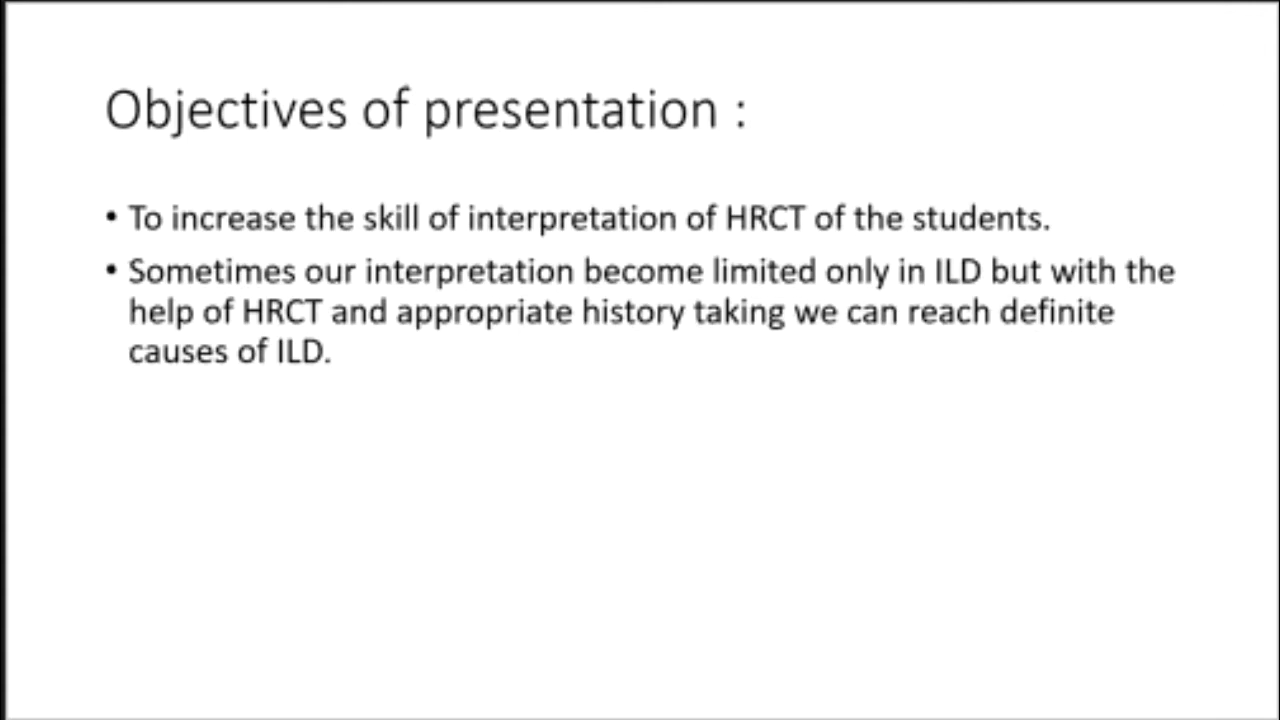 Objectives of presentation :
• To increase the skill of interpretation of HRCT of the students.
• Sometimes our interpretation become limited only in ILD but with the
help of HRCT and appropriate history taking we can reach definite
causes of ILD.